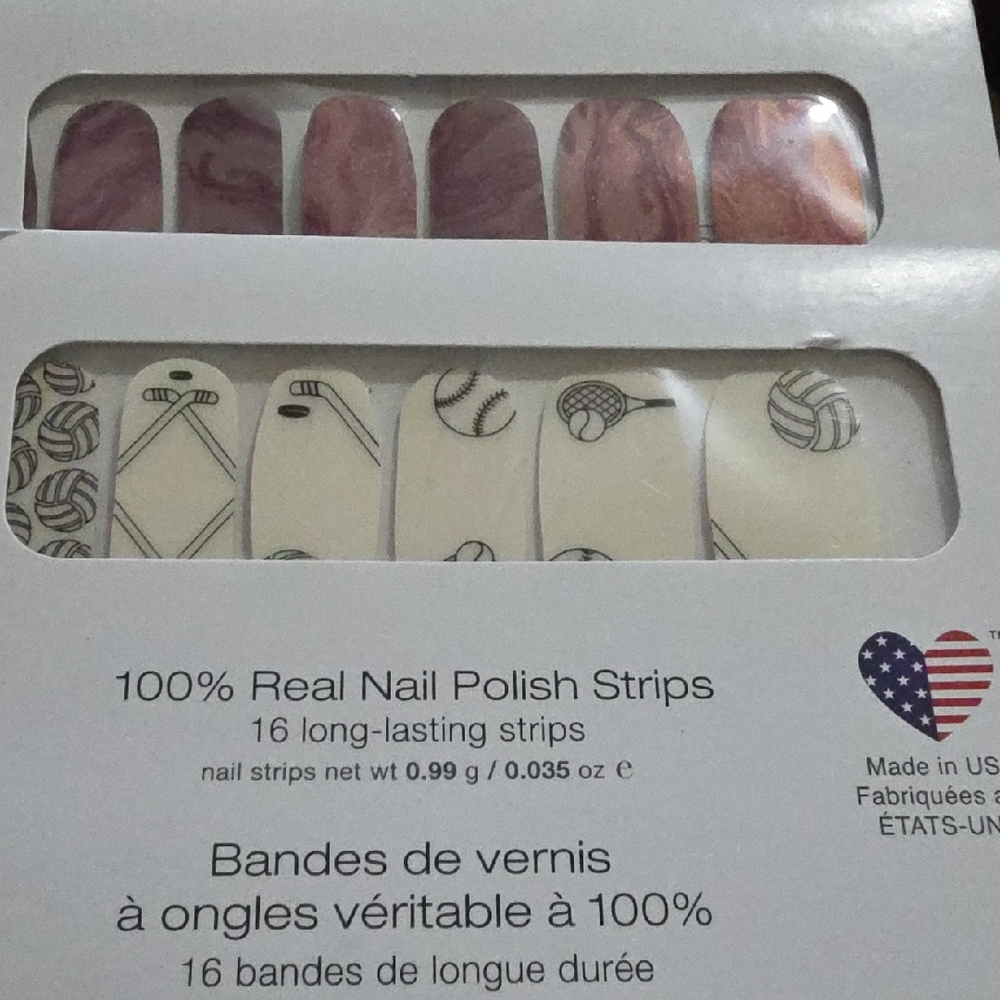 100% Real Nail Polish Strips
16 long-lasting strips
nail strips net wt 0.99 g / 0.035 oz ℮
TM
Made in US
Fabriquées a
ÉTATS-UN
Bandes de vernis
à ongles véritable à 100%
16 bandes de longue durée